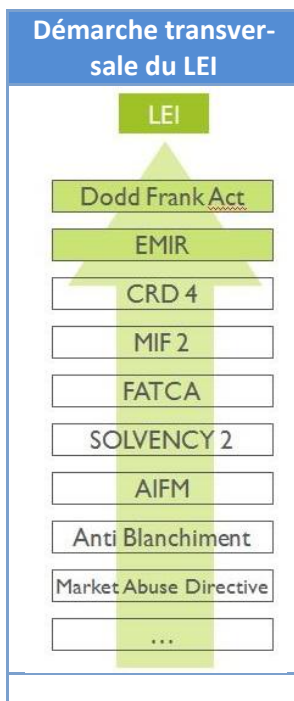 Démarche transver-
sale du LEI
LEI
Dodd Frank Act
EMIR
CRD 4
MIF 2
FATCA
SOLVENCY 2
AIFM
Anti Blanchiment
Market Abuse Directive
...